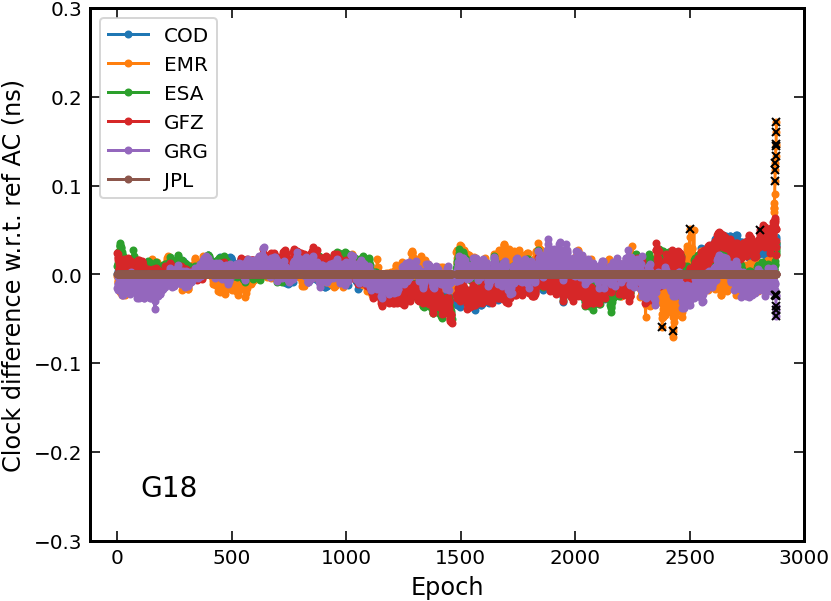 0.3
0.2
0.1
0.0
−0.1
−0.2
−0.3
Clock difference w.r.t. ref AC (ns)
COD
EMR
ESA
GFZ
GRG
JPL
G18
0 500 1000 1500 2000 2500 3000
Epoch